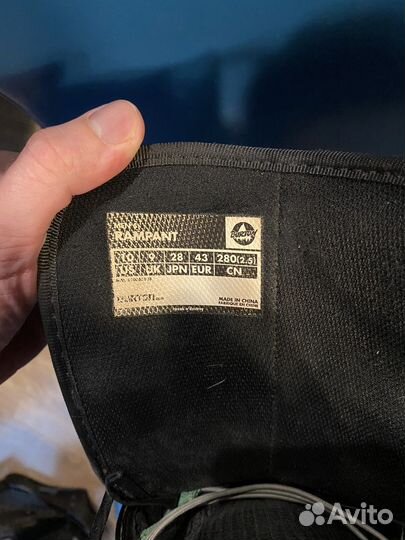 RAMPANT
BURTON
10 9 28 43 280(2.5)
US UK JPN EUR CN
BURTON
MADE IN CHINA
FABRIQUÉ EN CHINE
Avito